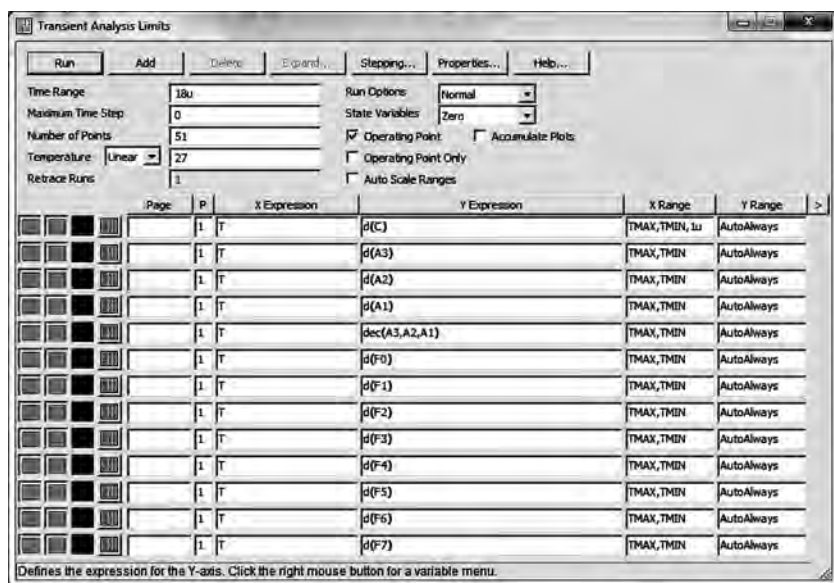 Transient Analysis Limits
Run Add Delete Expand... Stepping... Properties... Help...
Time Range 18u Run Options Normal
Maximum Time Step 0 State Variables Zero
Number of Points 51 Operating Point Accumulate Plots
Temperature Linear 27 Operating Point Only
Retrace Runs 1 Auto Scale Ranges
Page P X Expression Y Expression X Range Y Range >
1 T d(C) TMAX,TMIN,1u AutoAlways
1 T d(A3) TMAX,TMIN AutoAlways
1 T d(A2) TMAX,TMIN AutoAlways
1 T d(A1) TMAX,TMIN AutoAlways
1 T dec(A3,A2,A1) TMAX,TMIN AutoAlways
1 T d(F0) TMAX,TMIN AutoAlways
1 T d(F1) TMAX,TMIN AutoAlways
1 T d(F2) TMAX,TMIN AutoAlways
1 T d(F3) TMAX,TMIN AutoAlways
1 T d(F4) TMAX,TMIN AutoAlways
1 T d(F5) TMAX,TMIN AutoAlways
1 T d(F6) TMAX,TMIN AutoAlways
1 T d(F7) TMAX,TMIN AutoAlways
Defines the expression for the Y-axis. Click the right mouse button for a variable menu.